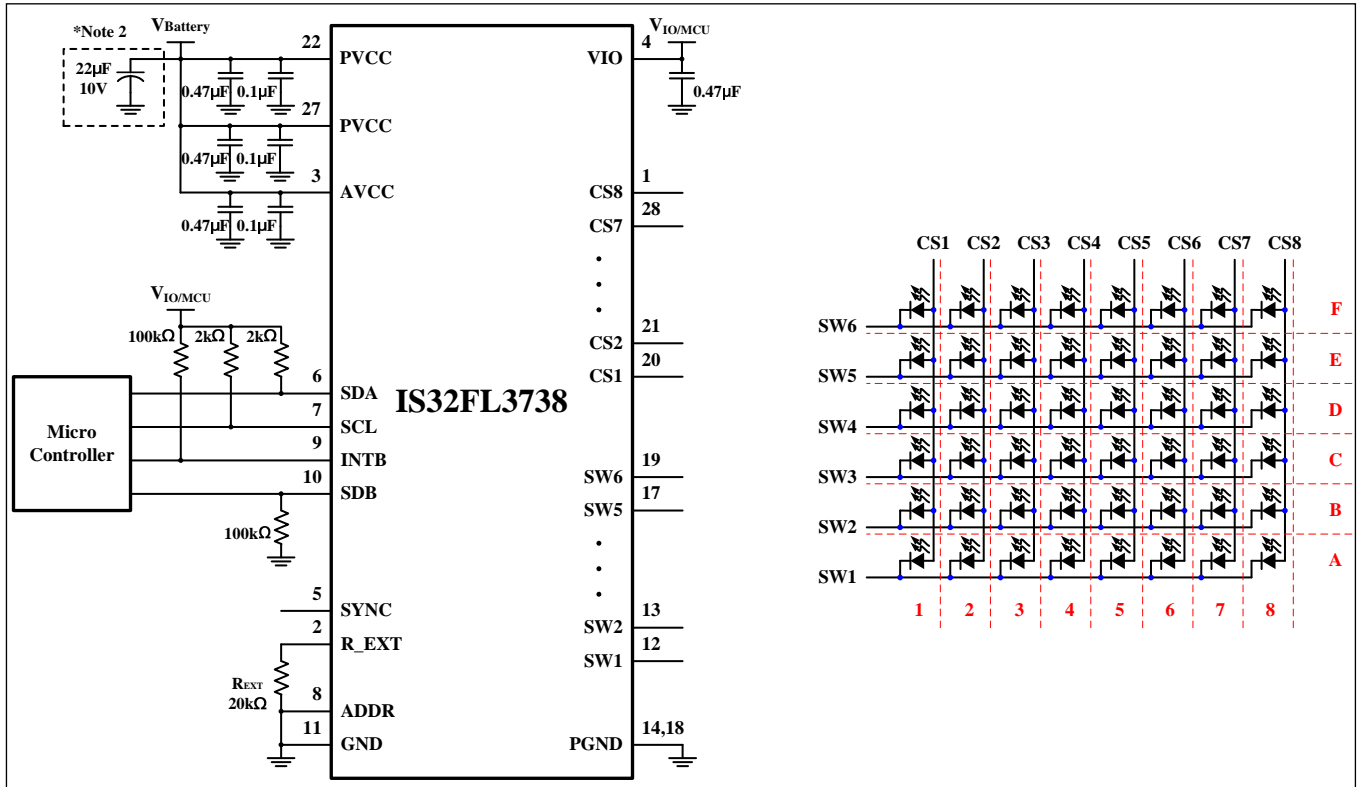 *Note 2
VBattery
22µF
10V
22
PVCC
0.47µF 0.1µF
27
PVCC
0.47µF 0.1µF
3
AVCC
0.47µF 0.1µF
VIO/MCU
100kΩ 2kΩ 2kΩ
Micro
Controller
6
SDA
7
SCL
9
INTB
10
SDB
100kΩ
5
SYNC
2
R_EXT
REXT
20kΩ
8
ADDR
11
GND
IS32FL3738
VIO/MCU
4
VIO
0.47µF
1
CS8
28
CS7
21
CS2
20
CS1
19
SW6
17
SW5
13
SW2
12
SW1
14,18
PGND
CS1 CS2 CS3 CS4 CS5 CS6 CS7 CS8
SW6 F
SW5 E
SW4 D
SW3 C
SW2 B
SW1 A
1 2 3 4 5 6 7 8